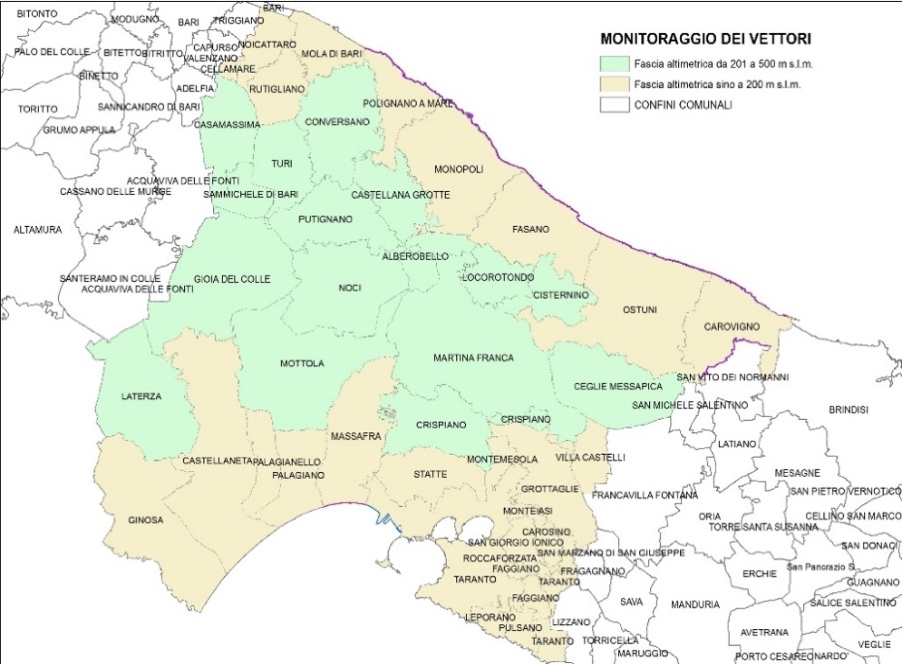 MONITORAGGIO DEI VETTORI
Fascia altimetrica da 201 a 500 m s.l.m.
Fascia altimetrica sino a 200 m s.l.m.
CONFINI COMUNALI
BITONTO
MODUGNO
BARI
BARI
TRIGGIANO
PALO DEL COLLE
BITETTO
BITRITTO
CAPURSO
NOICATTARO
MOLA DI BARI
VALENZANO
CELLAMARE
BINETTO
ADELFIA
RUTIGLIANO
TORITTO
SANNICANDRO DI BARI
POLIGNANO A MARE
GRUMO APPULA
CASAMASSIMA
CONVERSANO
TURI
MONOPOLI
ACQUAVIVA DELLE FONTI
CASSANO DELLE MURGE
SAMMICHELE DI BARI
CASTELLANA GROTTE
PUTIGNANO
ALTAMURA
FASANO
ALBEROBELLO
SANTERAMO IN COLLE
ACQUAVIVA DELLE FONTI
GIOIA DEL COLLE
NOCI
LOCOROTONDO
CISTERNINO
OSTUNI
CAROVIGNO
MOTTOLA
MARTINA FRANCA
SAN VITO DEI NORMANNI
CEGLIE MESSAPICA
LATERZA
SAN MICHELE SALENTINO
BRINDISI
CRISPIANO
CRISPIANO
MASSAFRA
LATIANO
CASTELLANETA
PALAGIANELLO
PALAGIANO
STATTE
MONTEMESOLA
VILLA CASTELLI
MESAGNE
GROTTAGLIE
FRANCAVILLA FONTANA
SAN PIETRO VERNOTICO
GINOSA
MONTEIASI
ORIA
CELLINO SAN MARCO
TORRE SANTA SUSANNA
CAROSINO
SAN GIORGIO IONICO
SAN MARZANO DI SAN GIUSEPPE
SAN DONACI
ROCCAFORZATA
FAGGIANO
FRAGAGNANO
ERCHIE
San Pancrazio S.
TARANTO
TARANTO
GUAGNANO
FAGGIANO
SAVA
MANDURIA
SALICE SALENTINO
LEPORANO
PULSANO
LIZZANO
AVETRANA
TARANTO
TORRICELLA
MARUGGIO
VEGLIE
PORTO CESAREO
NARDO'